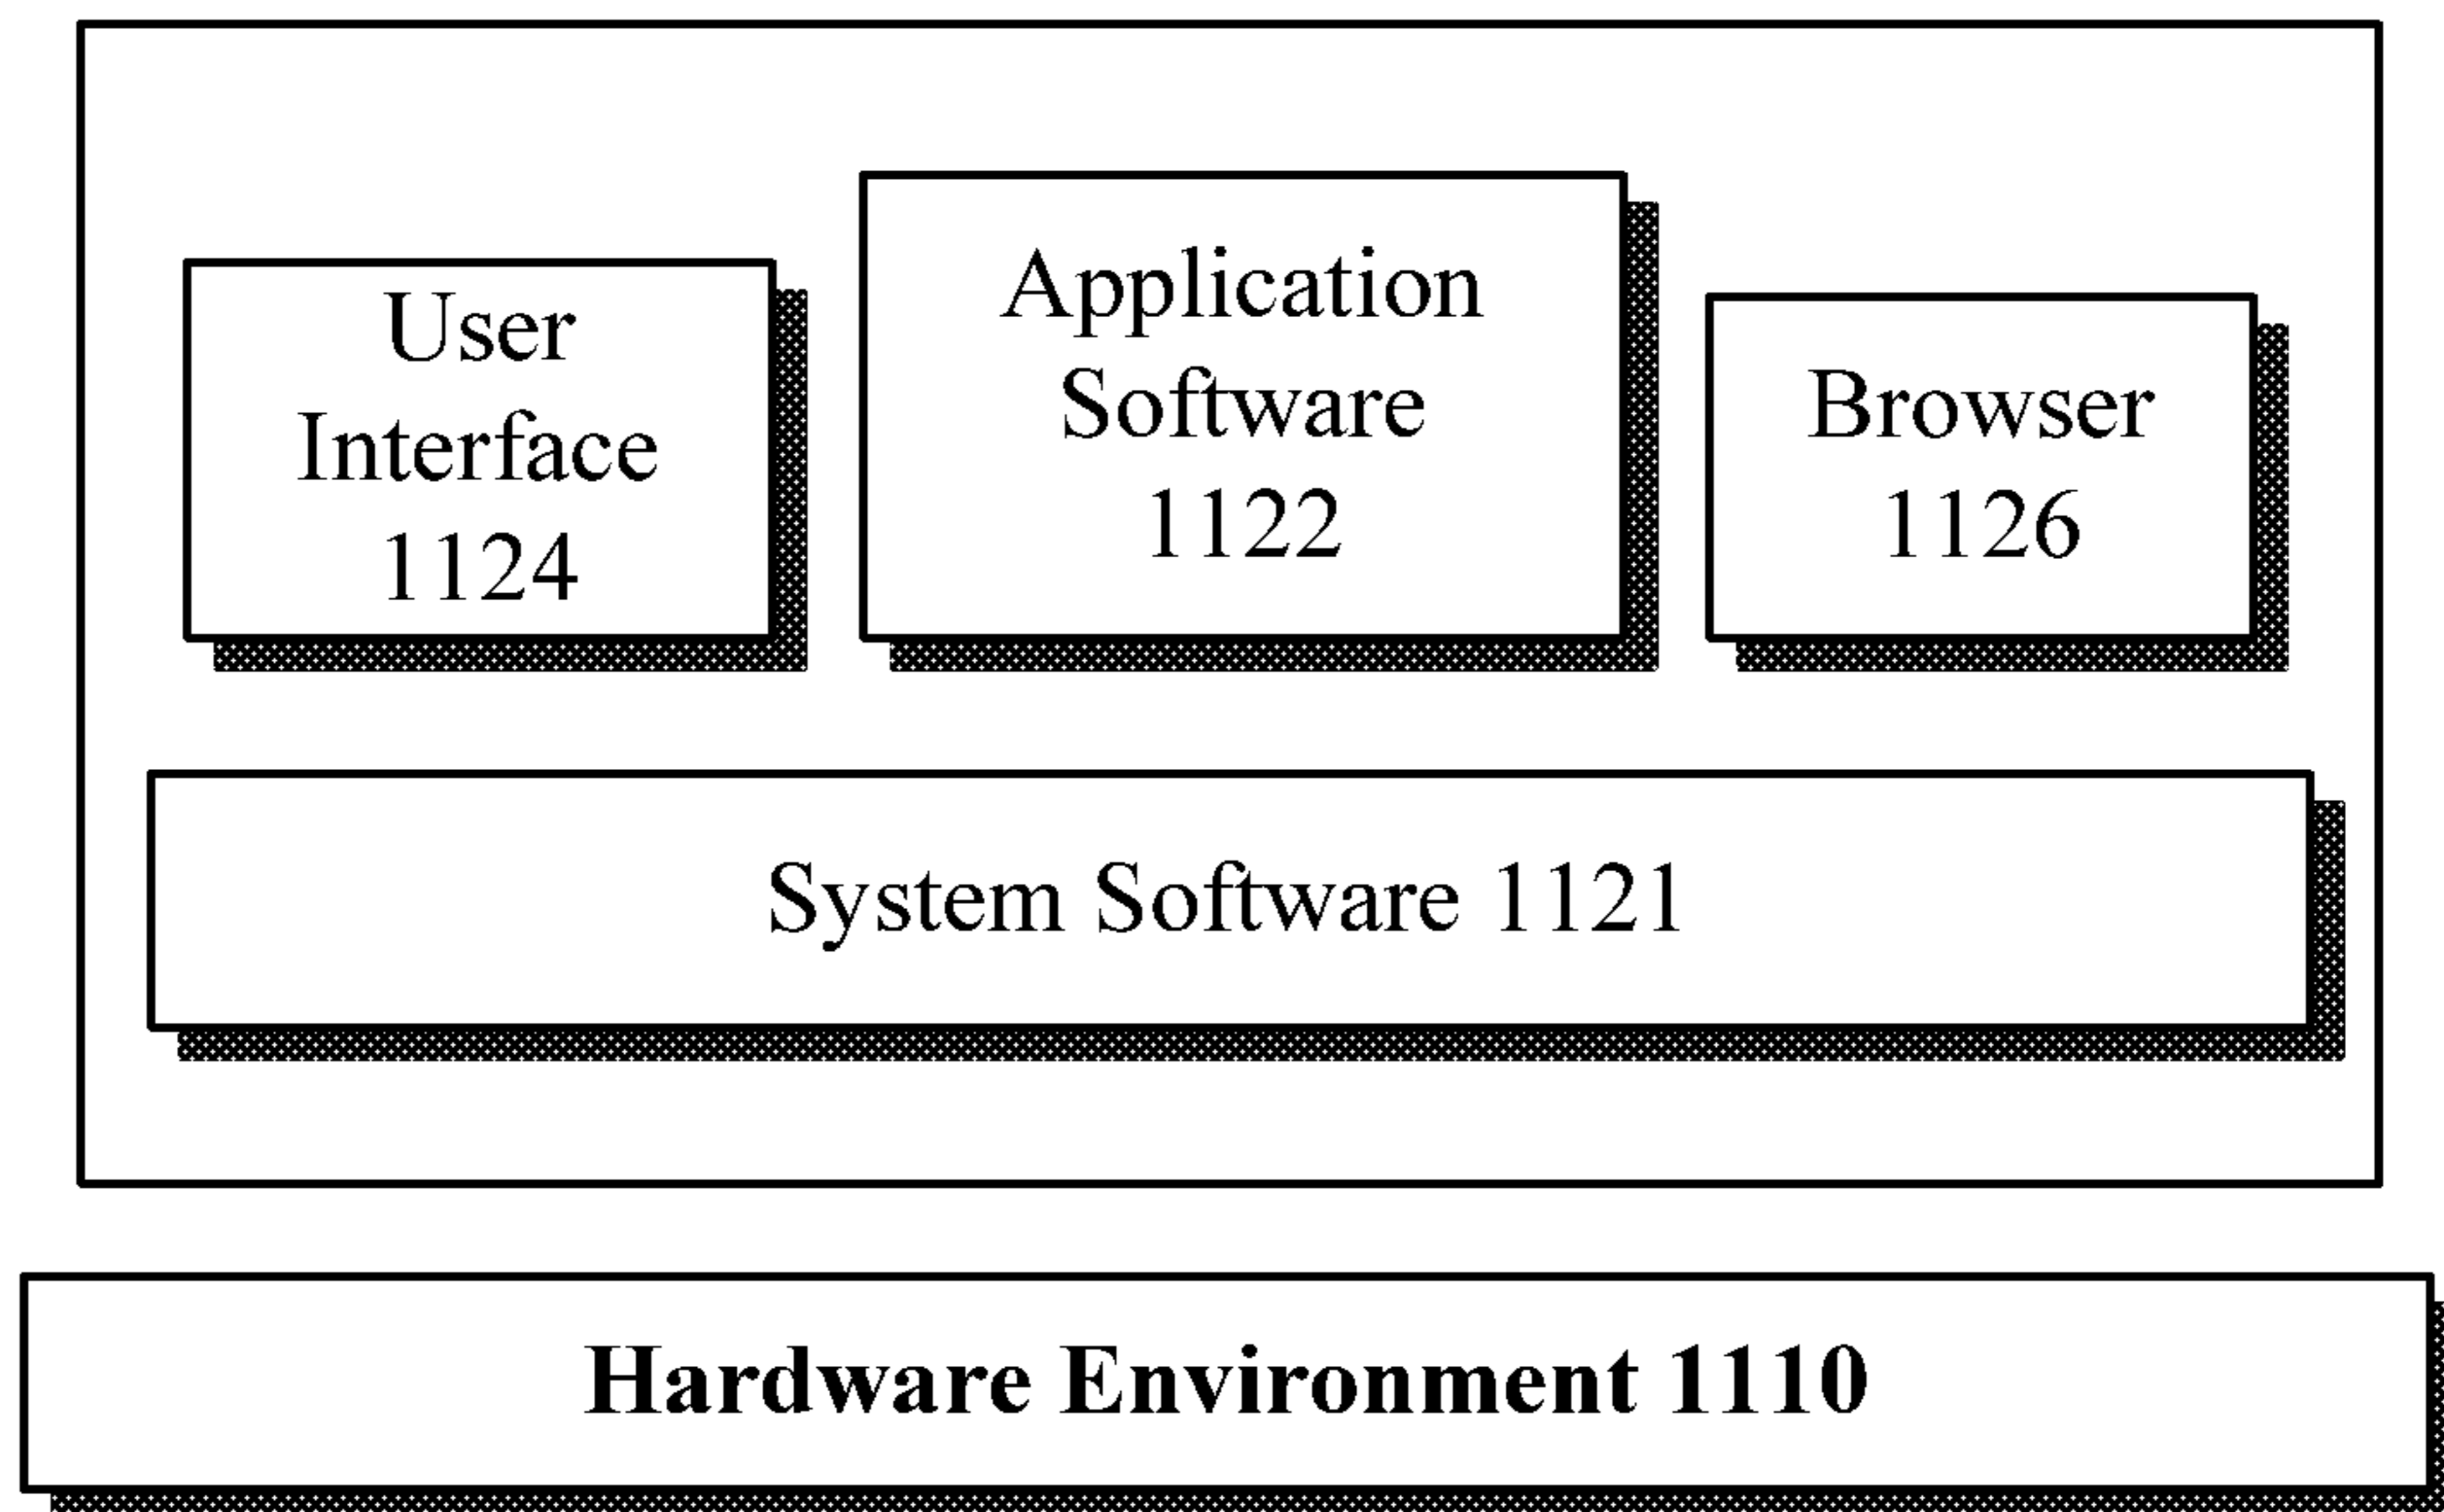 User
Interface
1124
Application
Software
1122
Browser
1126
System Software 1121
Hardware Environment 1110